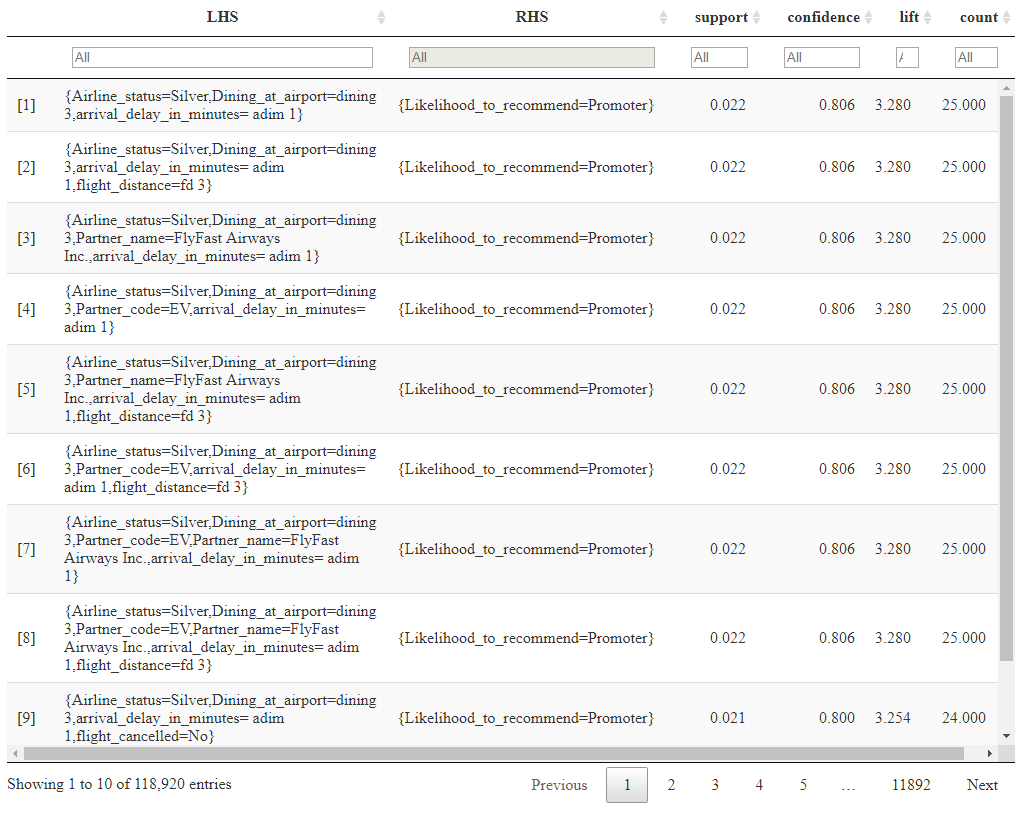 LHS RHS support confidence lift count
All All All All A All
[1] {Airline_status=Silver,Dining_at_airport=dining {Likelihood_to_recommend=Promoter} 0.022 0.806 3.280 25.000
3,arrival_delay_in_minutes= adim 1}
[2] {Airline_status=Silver,Dining_at_airport=dining {Likelihood_to_recommend=Promoter} 0.022 0.806 3.280 25.000
3,arrival_delay_in_minutes= adim
1,flight_distance=fd 3}
[3] {Airline_status=Silver,Dining_at_airport=dining {Likelihood_to_recommend=Promoter} 0.022 0.806 3.280 25.000
3,Partner_name=FlyFast Airways
Inc.,arrival_delay_in_minutes= adim 1}
[4] {Airline_status=Silver,Dining_at_airport=dining {Likelihood_to_recommend=Promoter} 0.022 0.806 3.280 25.000
3,Partner_code=EV,arrival_delay_in_minutes=
adim 1}
[5] {Airline_status=Silver,Dining_at_airport=dining {Likelihood_to_recommend=Promoter} 0.022 0.806 3.280 25.000
3,Partner_name=FlyFast Airways
Inc.,arrival_delay_in_minutes= adim
1,flight_distance=fd 3}
[6] {Airline_status=Silver,Dining_at_airport=dining {Likelihood_to_recommend=Promoter} 0.022 0.806 3.280 25.000
3,Partner_code=EV,arrival_delay_in_minutes=
adim 1,flight_distance=fd 3}
[7] {Airline_status=Silver,Dining_at_airport=dining {Likelihood_to_recommend=Promoter} 0.022 0.806 3.280 25.000
3,Partner_code=EV,Partner_name=FlyFast
Airways Inc.,arrival_delay_in_minutes= adim
1}
[8] {Airline_status=Silver,Dining_at_airport=dining {Likelihood_to_recommend=Promoter} 0.022 0.806 3.280 25.000
3,Partner_code=EV,Partner_name=FlyFast
Airways Inc.,arrival_delay_in_minutes= adim
1,flight_distance=fd 3}
[9] {Airline_status=Silver,Dining_at_airport=dining {Likelihood_to_recommend=Promoter} 0.021 0.800 3.254 24.000
3,arrival_delay_in_minutes= adim
1,flight_cancelled=No}
Showing 1 to 10 of 118,920 entries Previous 1 2 3 4 5 … 11892 Next